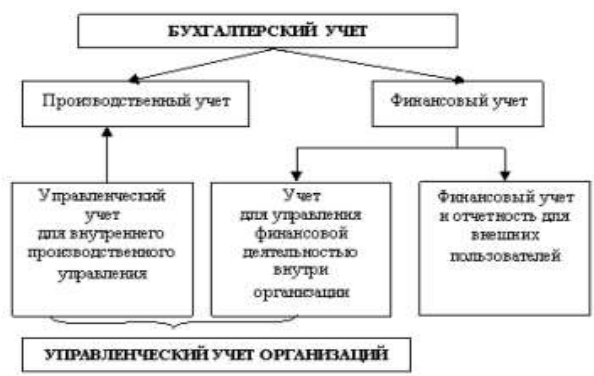 БУХГАЛТЕРСКИЙ УЧЕТ
Производственный учет
Финансовый учет
Управленческий
учет
для внутреннего
производственного
управления
Учет
для управления
финансовой
деятельностью
внутри
организации
Финансовый учет
и отчетность для
внешних
пользователей
УПРАВЛЕНЧЕСКИЙ УЧЕТ ОРГАНИЗАЦИЙ